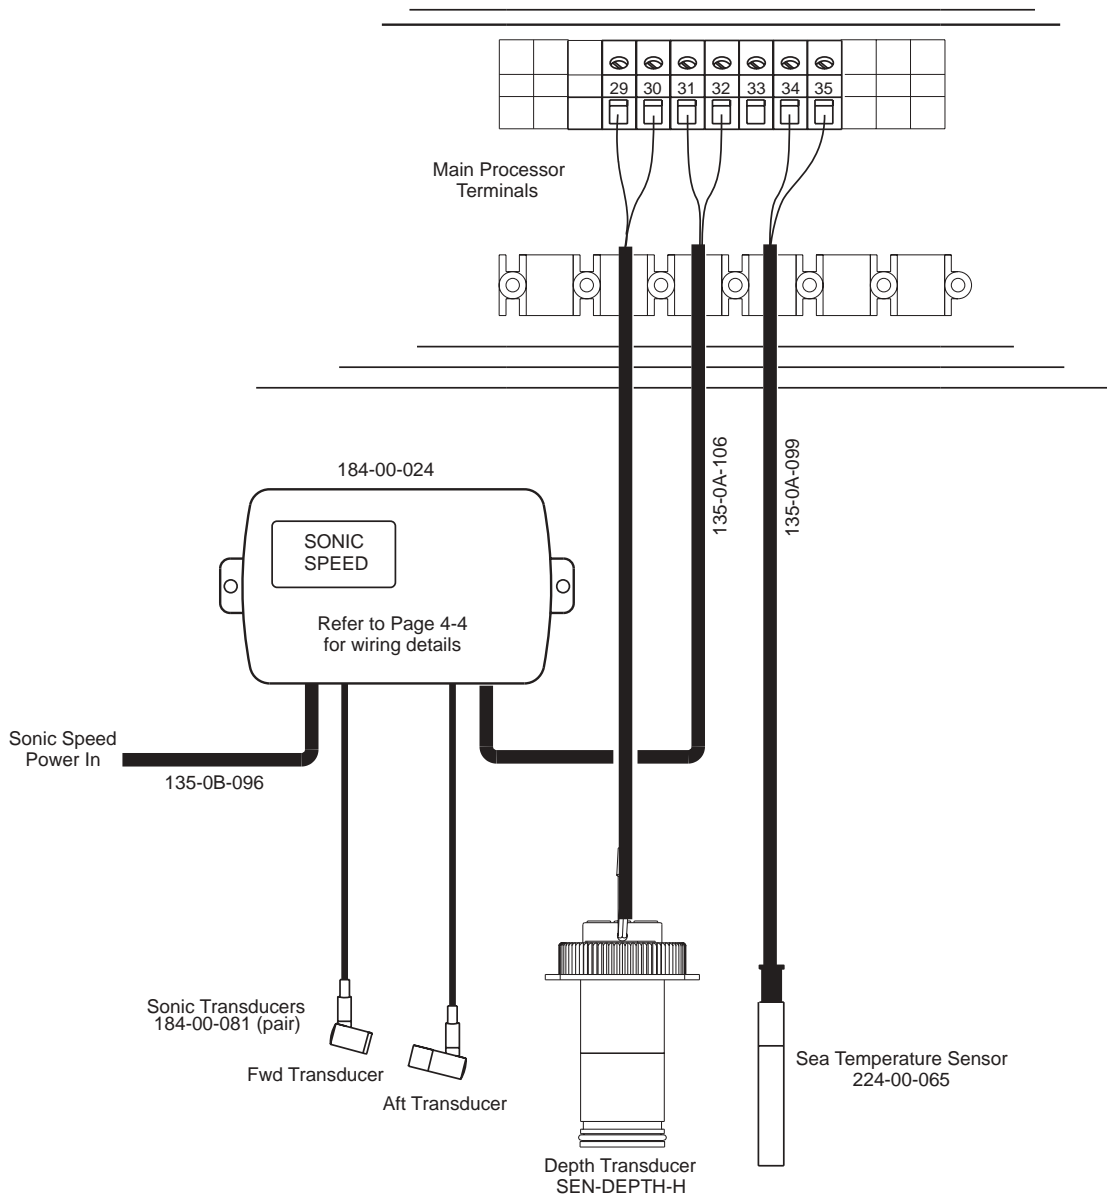 29 30 31 32 33 34 35
Main Processor
Terminals
135-0A-106
135-0A-099
184-00-024
SONIC
SPEED
Refer to Page 4-4
for wiring details
Sonic Speed
Power In
135-0B-096
Sonic Transducers
184-00-081 (pair)
Fwd Transducer
Aft Transducer
Sea Temperature Sensor
224-00-065
Depth Transducer
SEN-DEPTH-H